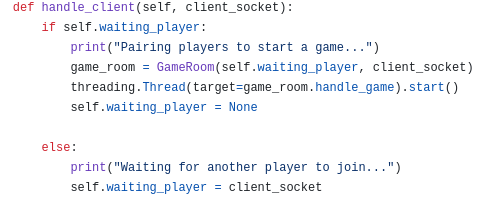 def handle_client(self, client_socket):
    if self.waiting_player:
        print("Pairing players to start a game...")
        game_room = GameRoom(self.waiting_player, client_socket)
        threading.Thread(target=game_room.handle_game).start()
        self.waiting_player = None

    else:
        print("Waiting for another player to join...")
        self.waiting_player = client_socket